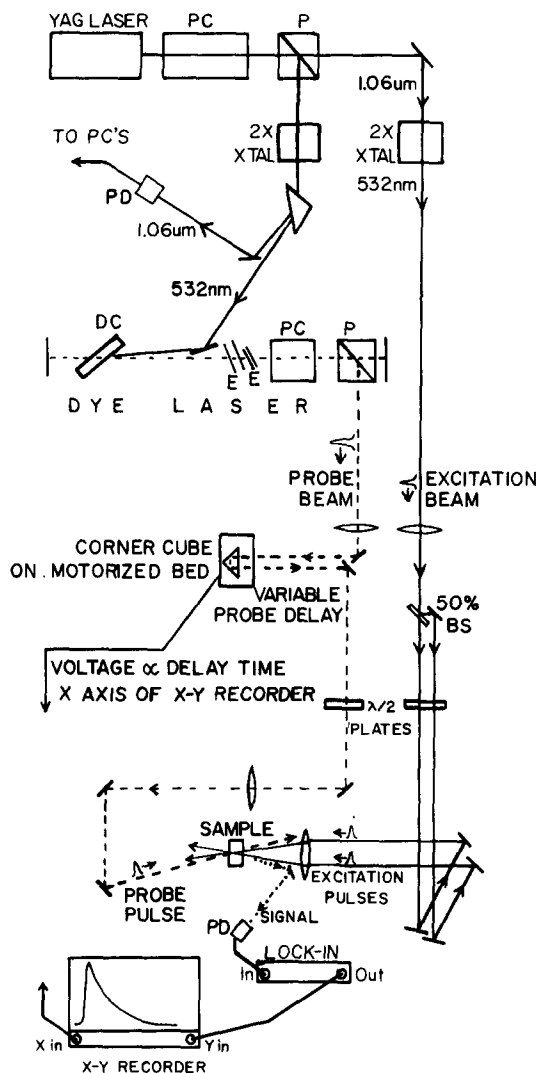 YAG LASER
PC
P
1.06um
2X
XTAL
2X
XTAL
532nm
TO PC'S
PD
1.06um
532nm
DC
E E E
PC
P
DYE LASER
PROBE
BEAM
EXCITATION
BEAM
CORNER CUBE
ON MOTORIZED BED
VARIABLE
PROBE DELAY
50%
BS
VOLTAGE ∝ DELAY TIME
X AXIS OF X-Y RECORDER
λ/2
PLATES
SAMPLE
EXCITATION
PULSES
PROBE
PULSE
SIGNAL
PD
LOCK-IN
In
Out
X in
Y in
X-Y RECORDER